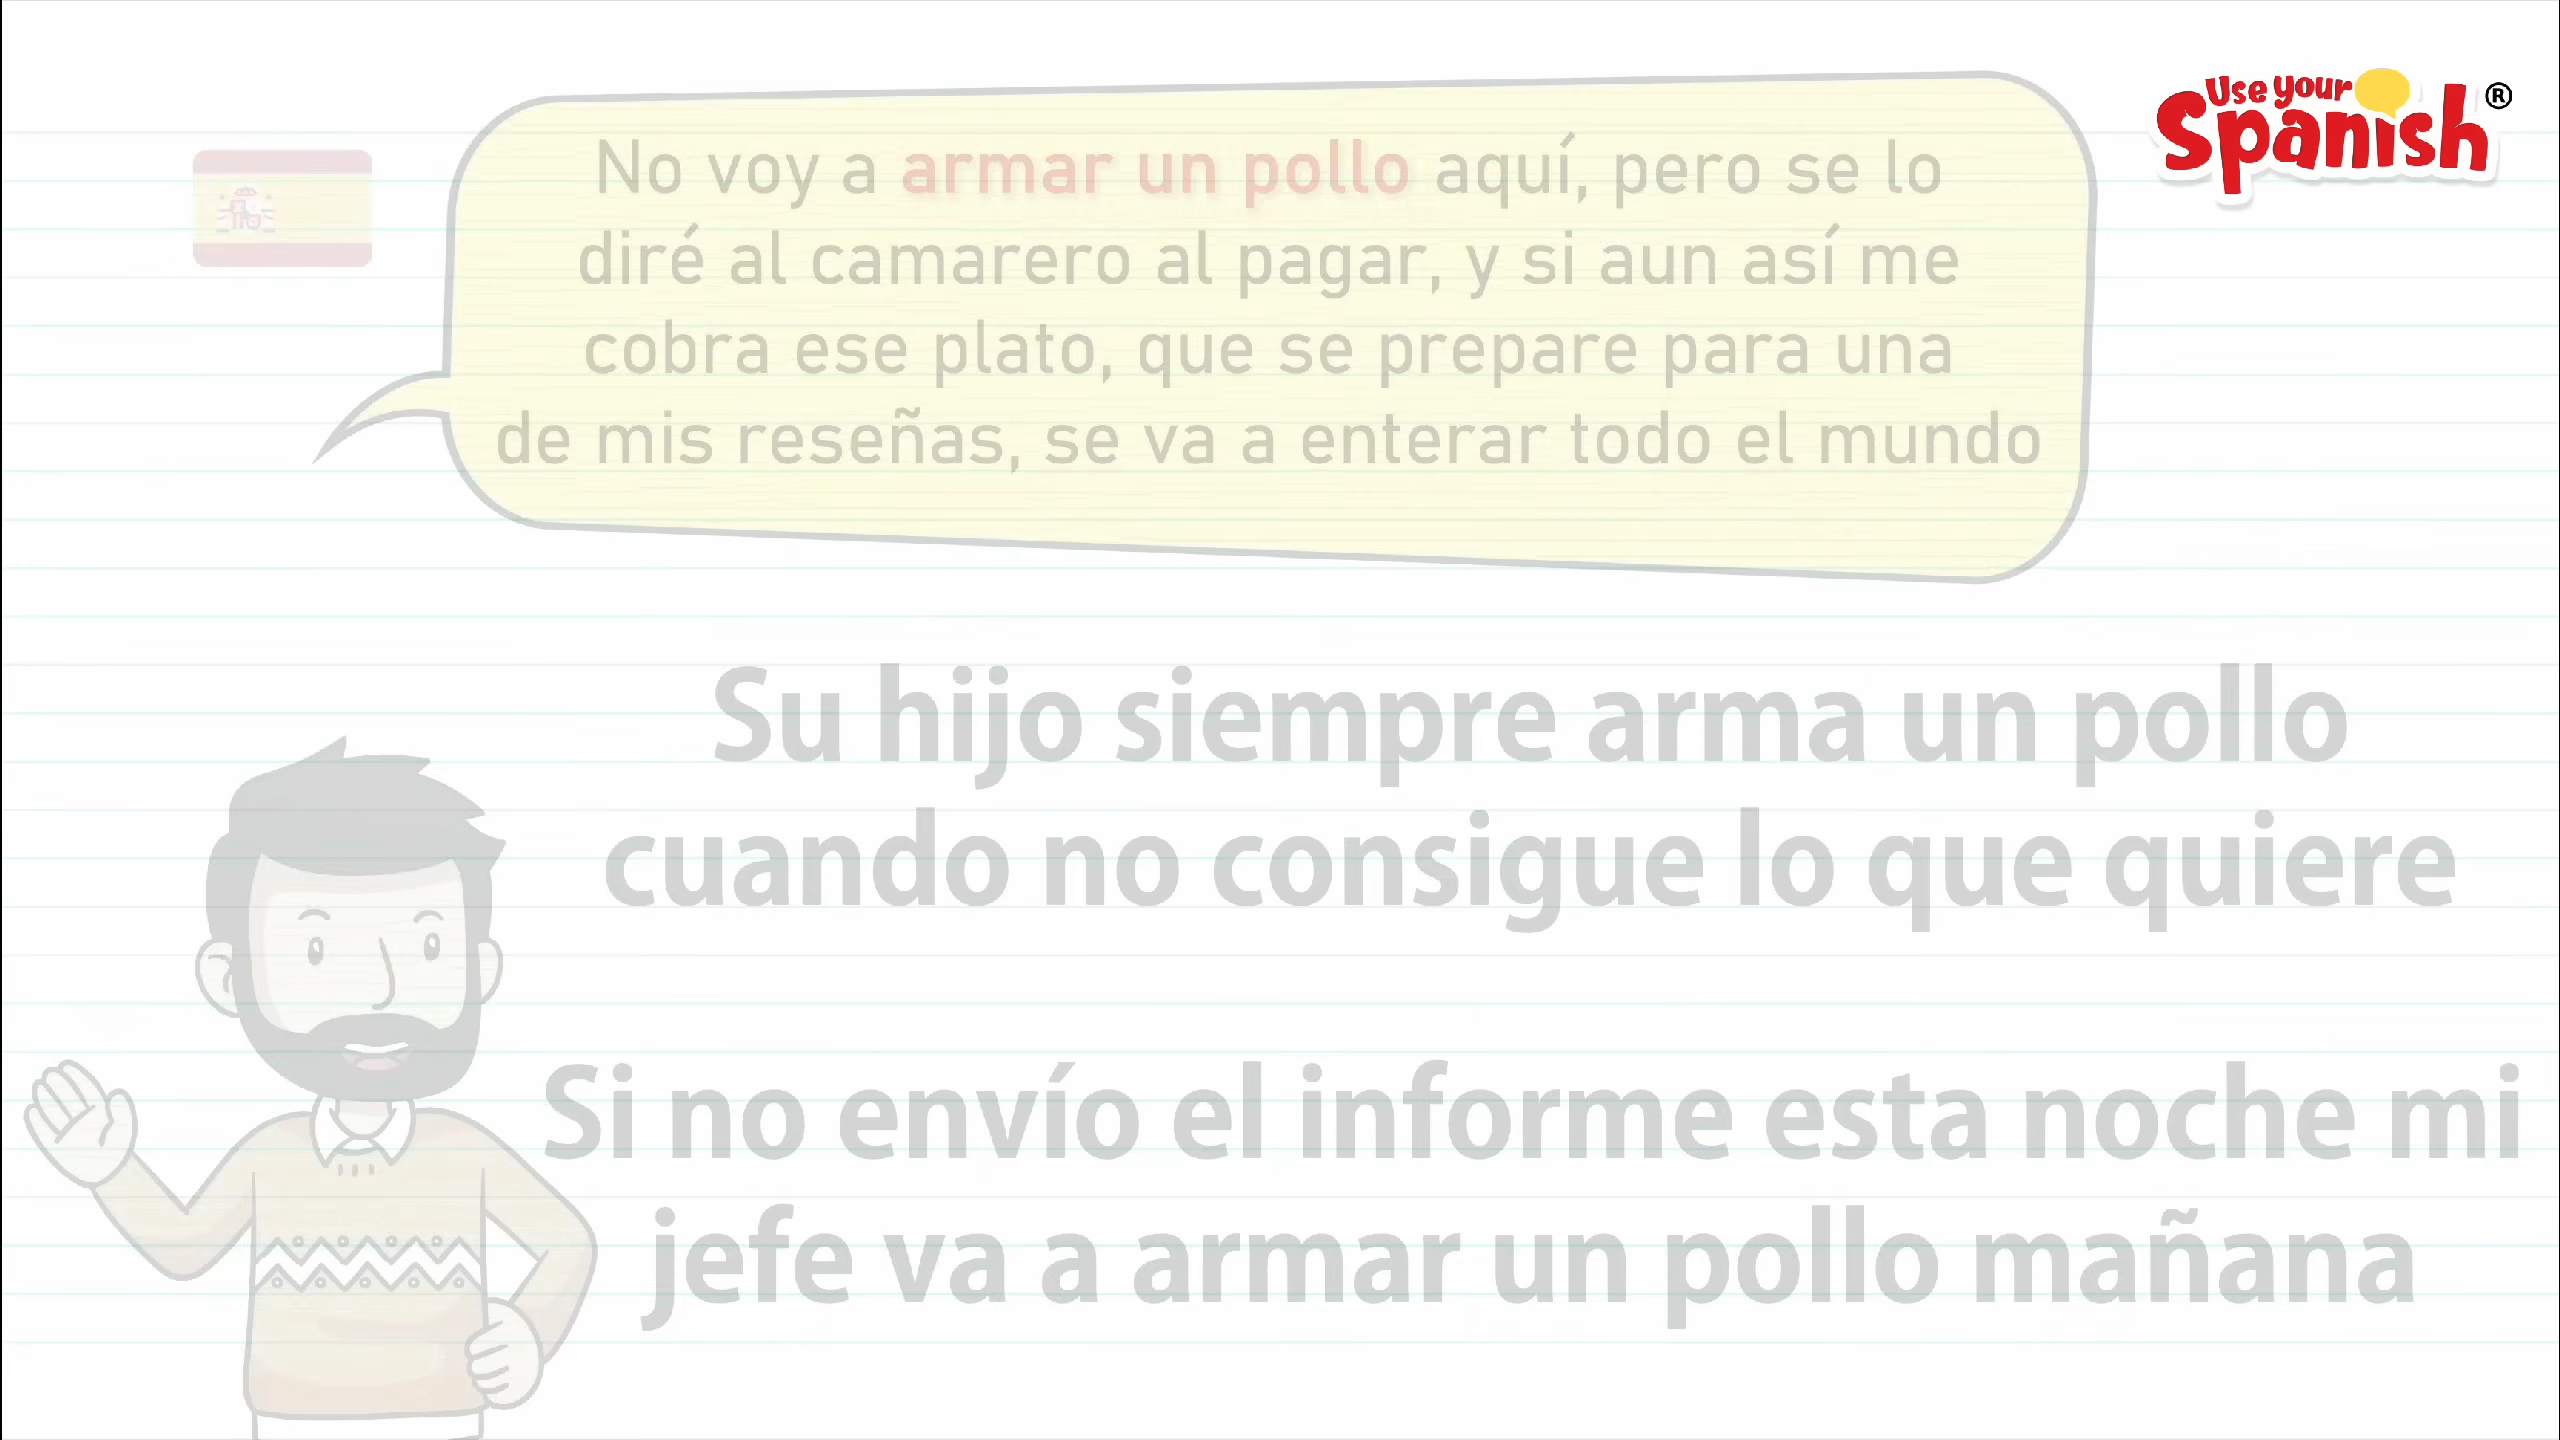 Use your
Spanish®
No voy a armar un pollo aquí, pero se lo
diré al camarero al pagar, y si aun así me
cobra ese plato, que se prepare para una
de mis reseñas, se va a enterar todo el mundo
Su hijo siempre arma un pollo
cuando no consigue lo que quiere
Si no envío el informe esta noche mi
jefe va a armar un pollo mañana